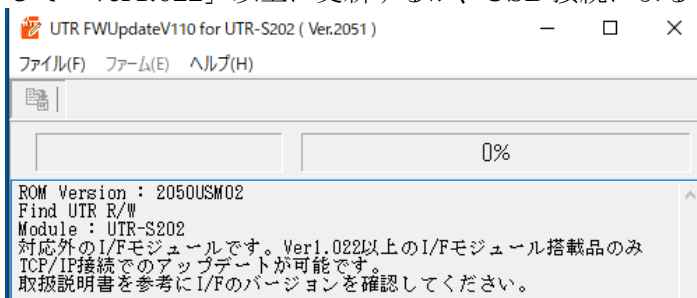 UTR FWUpdateV110 for UTR-S202 ( Ver.2051 )
ファイル(F) ファーム(E) ヘルプ(H)
0%
ROM Version : 2050USM02
Find UTR R/W
Module : UTR-S202
対応外のI/Fモジュールです。Ver1.022以上のI/Fモジュール搭載品のみ
TCP/IP接続でのアップデートが可能です。
取扱説明書を参考にI/Fのバージョンを確認してください。